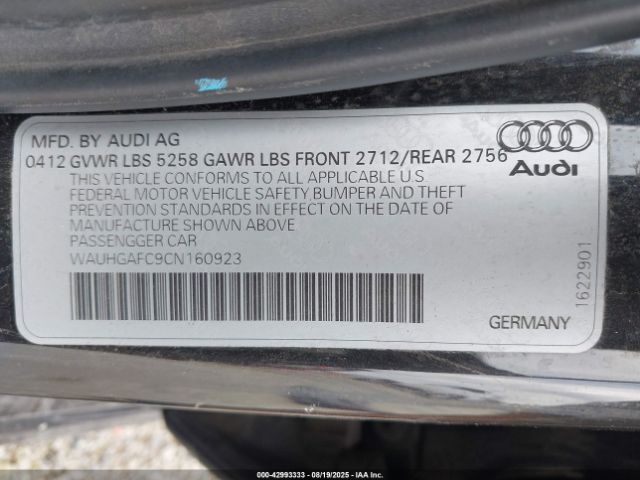 MFD. BY AUDI AG
0412 GVWR LBS 5258 GAWR LBS FRONT 2712/REAR 2756
THIS VEHICLE CONFORMS TO ALL APPLICABLE U.S.
FEDERAL MOTOR VEHICLE SAFETY, BUMPER AND THEFT
PREVENTION STANDARDS IN EFFECT ON THE DATE OF
MANUFACTURE SHOWN ABOVE
PASSENGGER CAR
WAUHGAFC9CN160923
Audi
1622901
GERMANY
000-42993333 - 08/19/2025 - IAA Inc.